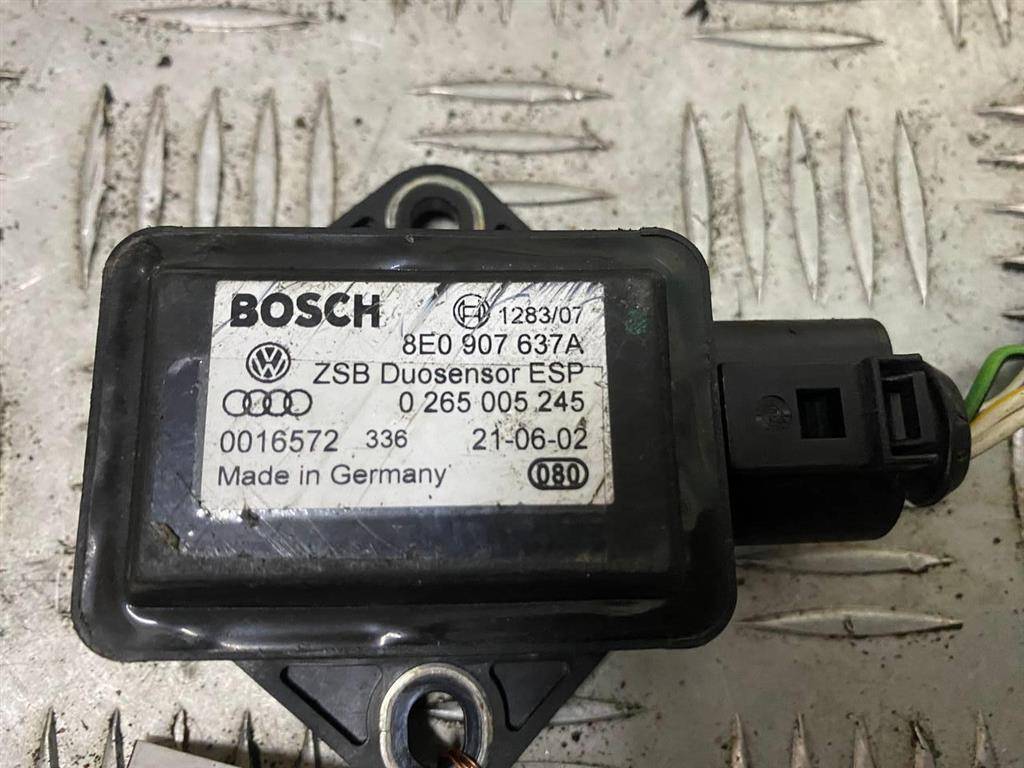 BOSCH
H 1283/07
8E0 907 637A
VW ZSB Duosensor ESP
0 265 005 245
0016572 336 21-06-02
Made in Germany 080